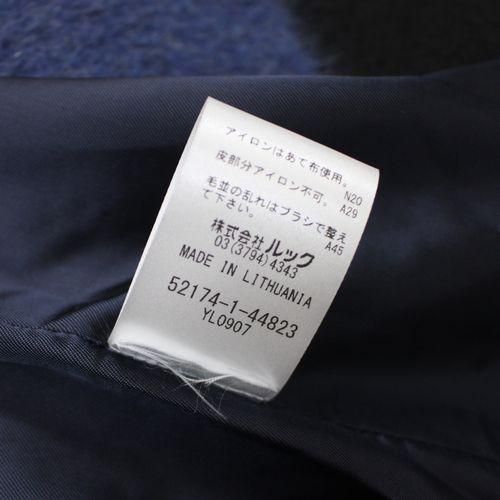 アイロンはあて布使用。 N20
皮部分アイロン不可。 A29
毛並の乱れはブラシで整え
て下さい。 A45
株式会社ルック
03(3794)4343
MADE IN LITHUANIA
52174-1-44823
YL0907